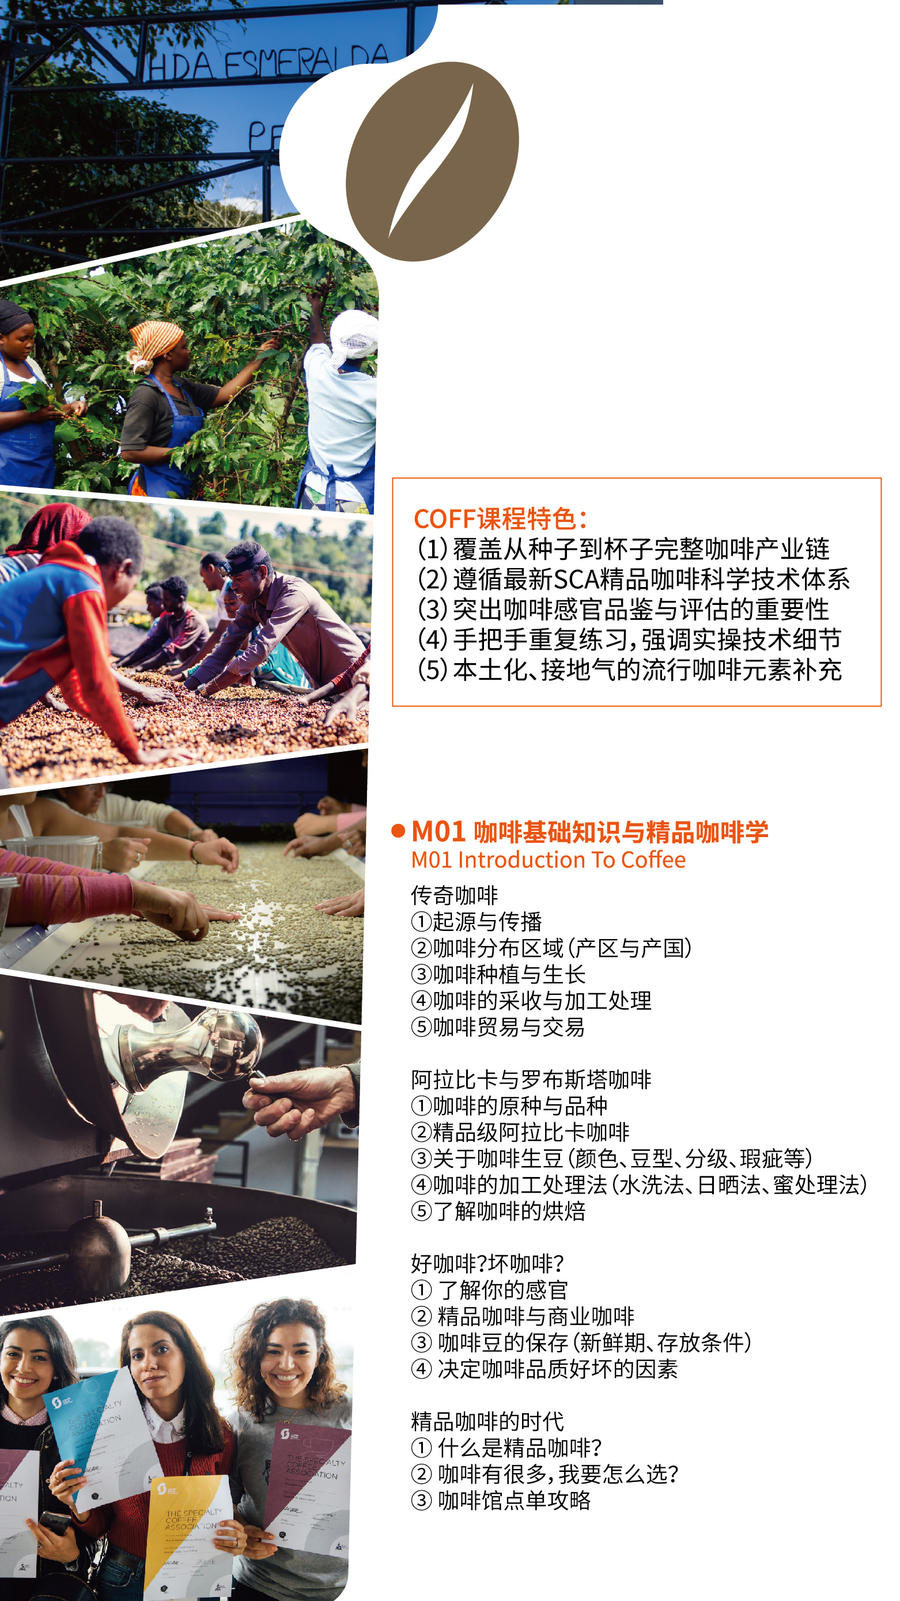 HDA ESMERALDA
COFF课程特色：
（1）覆盖从种子到杯子完整咖啡产业链
（2）遵循最新SCA精品咖啡科学技术体系
（3）突出咖啡感官品鉴与评估的重要性
（4）手把手重复练习，强调实操技术细节
（5）本土化、接地气的流行咖啡元素补充
M01 咖啡基础知识与精品咖啡学
M01 Introduction To Coffee
传奇咖啡
①起源与传播
②咖啡分布区域（产区与产国）
③咖啡种植与生长
④咖啡的采收与加工处理
⑤咖啡贸易与交易
阿拉比卡与罗布斯塔咖啡
①咖啡的原种与品种
②精品级阿拉比卡咖啡
③关于咖啡生豆（颜色、豆型、分级、瑕疵等）
④咖啡的加工处理法（水洗法、日晒法、蜜处理法）
⑤了解咖啡的烘焙
好咖啡？坏咖啡？
① 了解你的感官
② 精品咖啡与商业咖啡
③ 咖啡豆的保存（新鲜期、存放条件）
④ 决定咖啡品质好坏的因素
精品咖啡的时代
① 什么是精品咖啡？
② 咖啡有很多，我要怎么选？
③ 咖啡馆点单攻略
THE SPECIALTY
COFFEE
ASSOCIATION